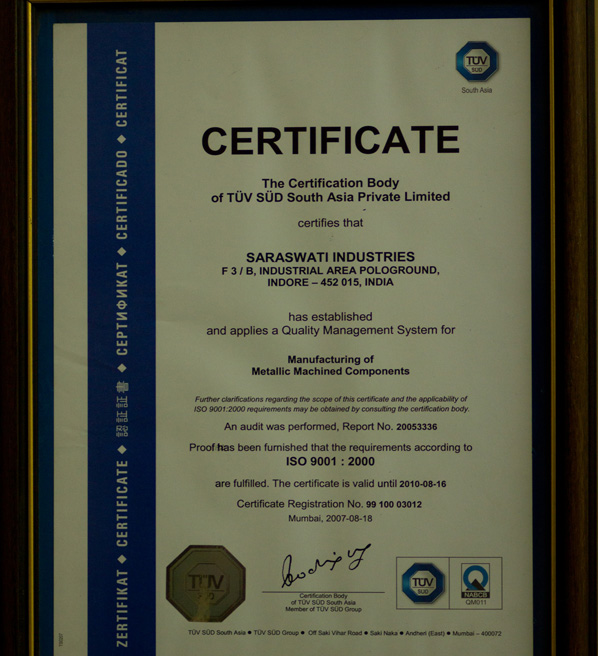 TÜV
SÜD
South Asia
CERTIFICATE
The Certification Body
of TÜV SÜD South Asia Private Limited
certifies that
SARASWATI INDUSTRIES
F 3 / B, INDUSTRIAL AREA POLOGROUND,
INDORE – 452 015, INDIA
has established
and applies a Quality Management System for
Manufacturing of
Metallic Machined Components
Further clarifications regarding the scope of this certificate and the applicability of
ISO 9001:2000 requirements may be obtained by consulting the certification body.
An audit was performed, Report No. 20053336
Proof has been furnished that the requirements according to
ISO 9001 : 2000
are fulfilled. The certificate is valid until 2010-08-16
Certificate Registration No. 99 100 03012
Mumbai, 2007-08-18
TÜV
SÜD
Certification Body
of TÜV SÜD South Asia
Member of TÜV SÜD Group
TÜV
SÜD
NABCB
QM011
TÜV SÜD South Asia ● TÜV SÜD Group ● Off Saki Vihar Road ● Saki Naka ● Andheri (East) ● Mumbai – 400072
ZERTIFIKAT ◆ CERTIFICATE ◆ 認証証書 ◆ СЕРТИФИКАТ ◆ CERTIFICADO ◆ CERTIFICAT